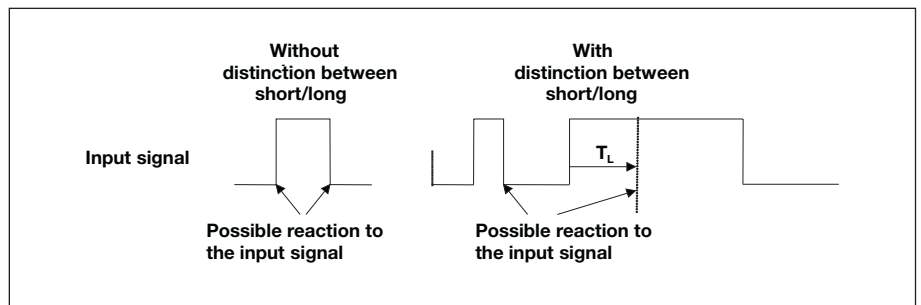 Without
distinction between
short/long
With
distinction between
short/long
Input signal
T_L
Possible reaction to
the input signal
Possible reaction to
the input signal